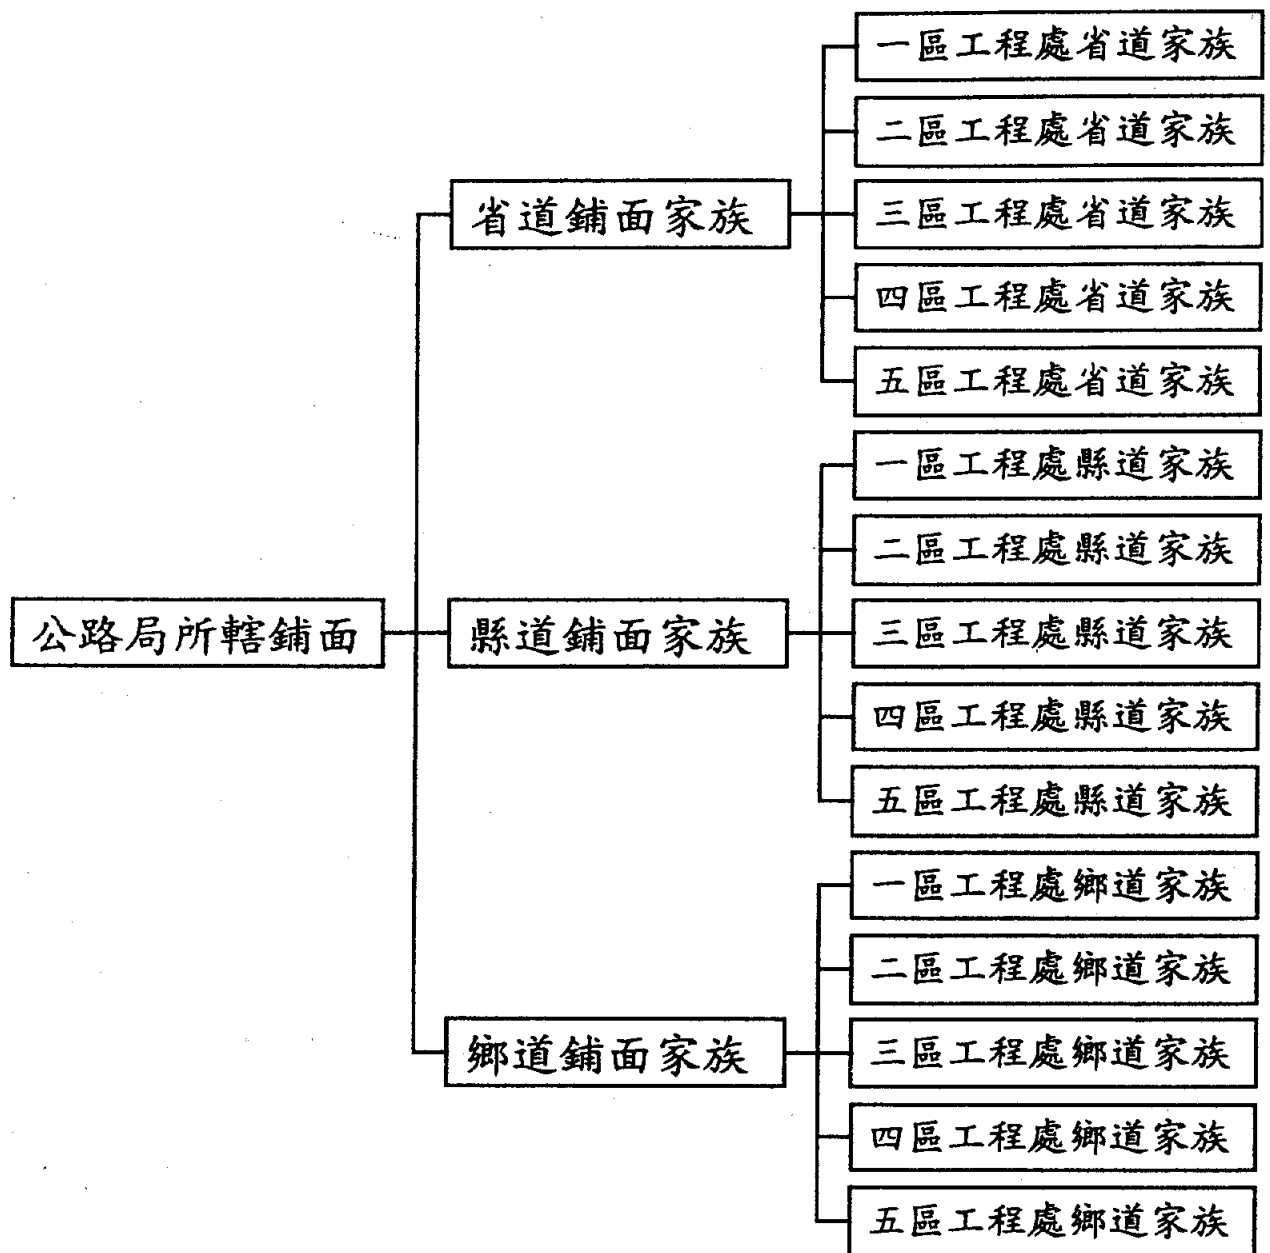 公路局所轄鋪面
省道鋪面家族
一區工程處省道家族
二區工程處省道家族
三區工程處省道家族
四區工程處省道家族
五區工程處省道家族
縣道鋪面家族
一區工程處縣道家族
二區工程處縣道家族
三區工程處縣道家族
四區工程處縣道家族
五區工程處縣道家族
鄉道鋪面家族
一區工程處鄉道家族
二區工程處鄉道家族
三區工程處鄉道家族
四區工程處鄉道家族
五區工程處鄉道家族